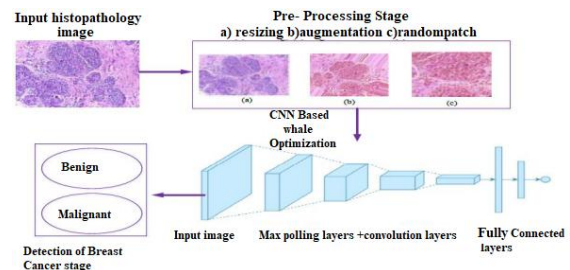 Input histopathology
image
Pre- Processing Stage
a) resizing b)augmentation c)randompatch
(a)
(b)
(c)
CNN Based
whale
Optimization
Benign
Malignant
Detection of Breast
Cancer stage
Input image
Max polling layers +convolution layers
Fully Connected
layers